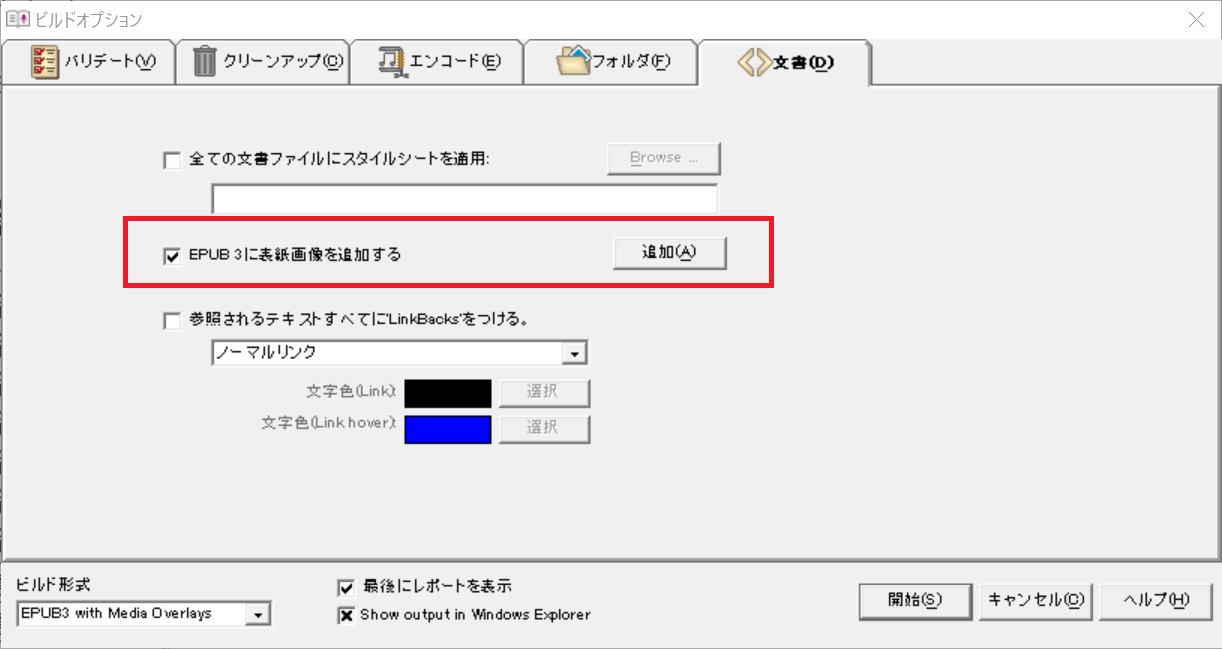 ビルドオプション
バリデート(V) クリーンアップ(C) エンコード(E) フォルダ(F) 文書(D)
全ての文書ファイルにスタイルシートを適用: Browse ...
EPUB 3に表紙画像を追加する 追加(A)
参照されるテキストすべてに'LinkBacks'をつける。
ノーマルリンク
文字色(Link): 選択
文字色(Link hover): 選択
ビルド形式 最後にレポートを表示
EPUB3 with Media Overlays Show output in Windows Explorer 開始(S) キャンセル(C) ヘルプ(H)